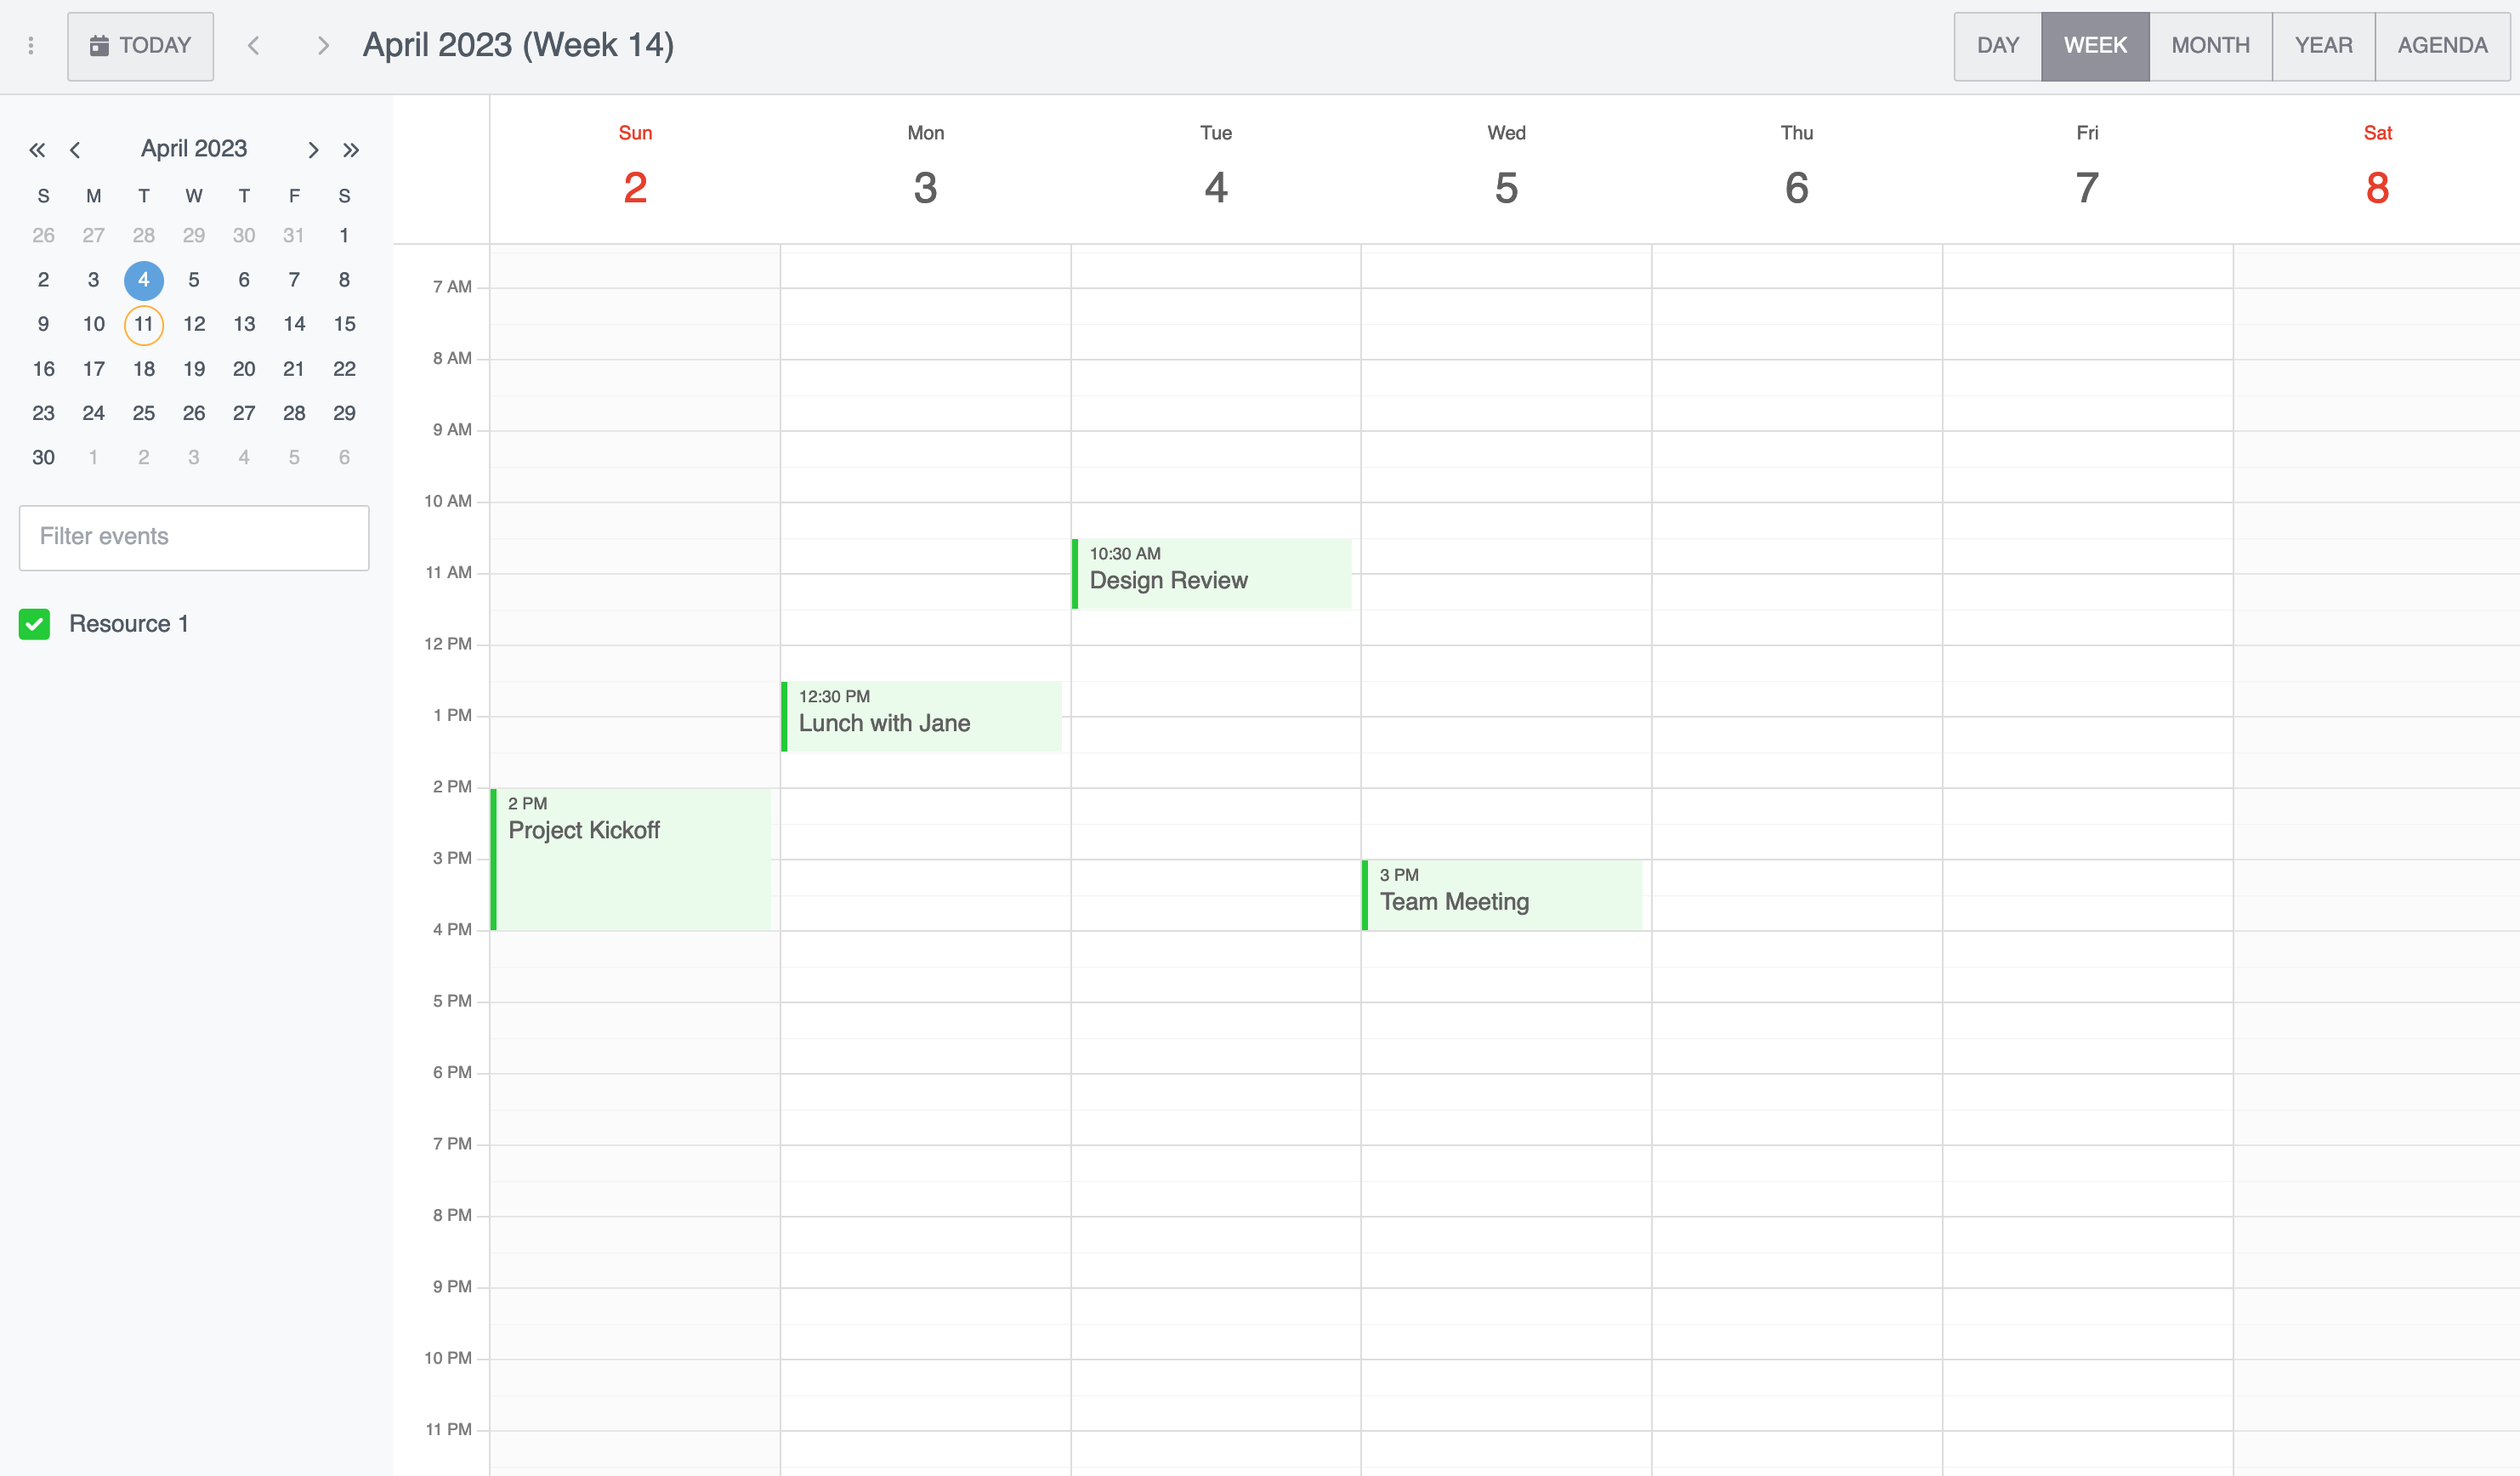 TODAY
April 2023 (Week 14)
DAY WEEK MONTH YEAR AGENDA
April 2023
S M T W T F S
26 27 28 29 30 31 1
2 3 4 5 6 7 8
9 10 11 12 13 14 15
16 17 18 19 20 21 22
23 24 25 26 27 28 29
30 1 2 3 4 5 6
Filter events
Resource 1
Sun Mon Tue Wed Thu Fri Sat
2 3 4 5 6 7 8
7 AM
8 AM
9 AM
10 AM
10:30 AM
Design Review
11 AM
12 PM
12:30 PM
Lunch with Jane
1 PM
2 PM
2 PM
Project Kickoff
3 PM
3 PM
Team Meeting
4 PM
5 PM
6 PM
7 PM
8 PM
9 PM
10 PM
11 PM